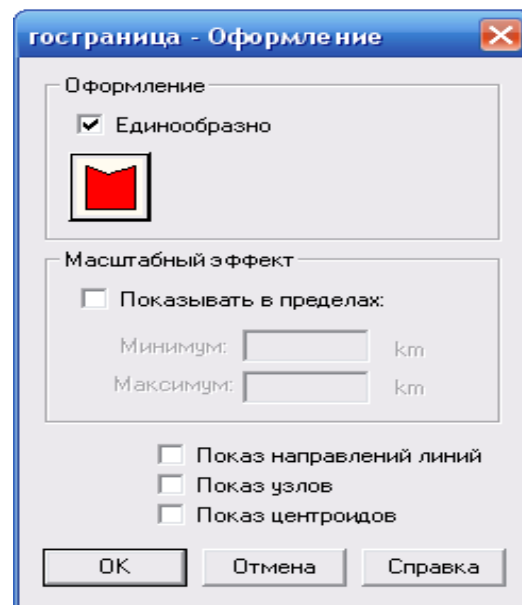 госграница - Оформление
Оформление
Единообразно
Масштабный эффект
Показывать в пределах:
Минимум: km
Максимум: km
Показ направлений линий
Показ узлов
Показ центроидов
OK Отмена Справка